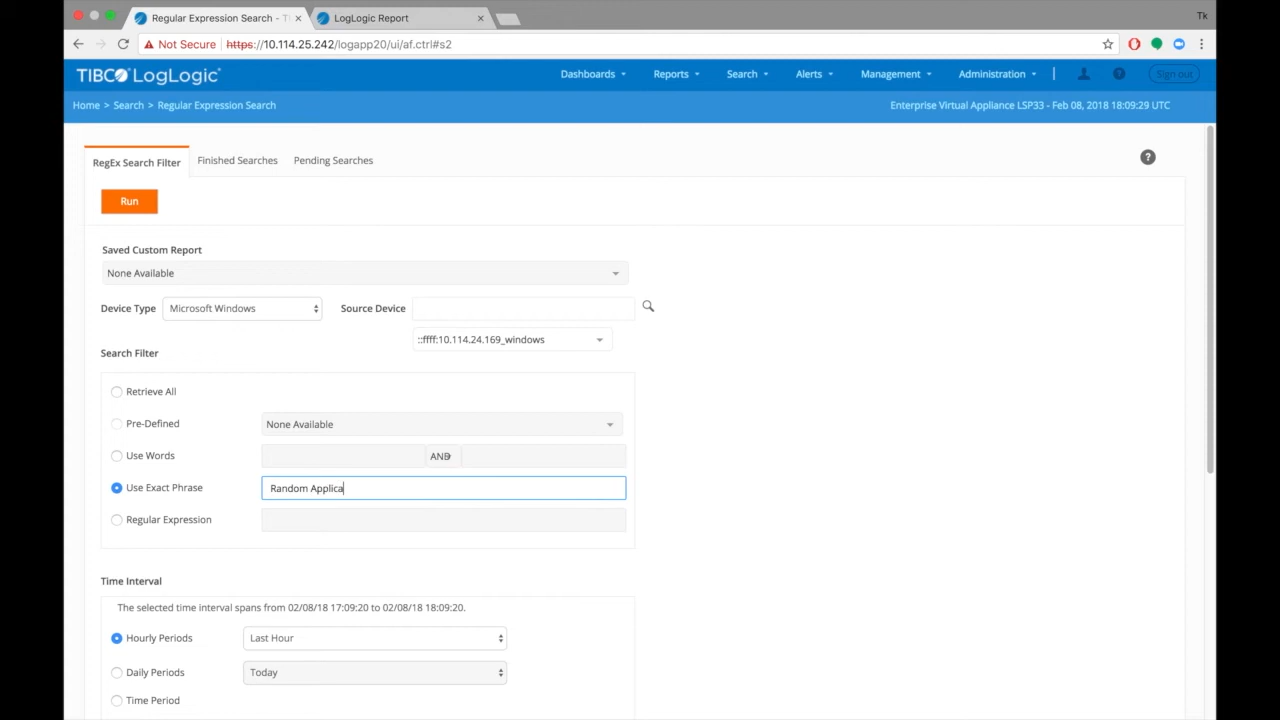 Regular Expression Search - TI
LogLogic Report
Tk
Not Secure https://10.114.25.242/logapp20/ui/af.ctrl#s2
TIBCO LogLogic®
Dashboards Reports Search Alerts Management Administration Sign out
Home > Search > Regular Expression Search
Enterprise Virtual Appliance LSP33 - Feb 08, 2018 18:09:29 UTC
RegEx Search Filter Finished Searches Pending Searches
Run
Saved Custom Report
None Available
Device Type Microsoft Windows Source Device
::ffff:10.114.24.169_windows
Search Filter
Retrieve All
Pre-Defined None Available
Use Words AND
Use Exact Phrase Random Applica
Regular Expression
Time Interval
The selected time interval spans from 02/08/18 17:09:20 to 02/08/18 18:09:20.
Hourly Periods Last Hour
Daily Periods Today
Time Period